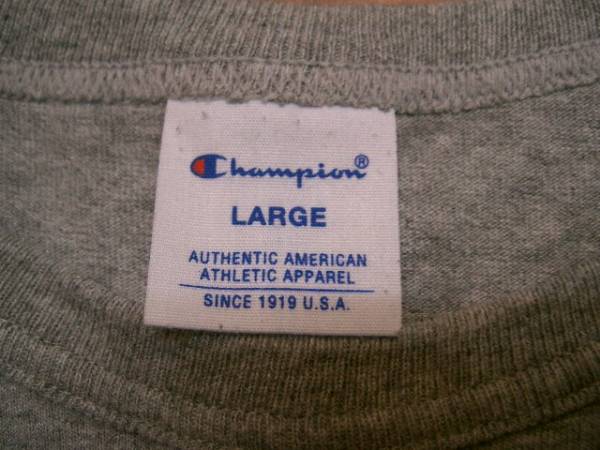 Champion®
LARGE
AUTHENTIC AMERICAN
ATHLETIC APPAREL
SINCE 1919 U.S.A.